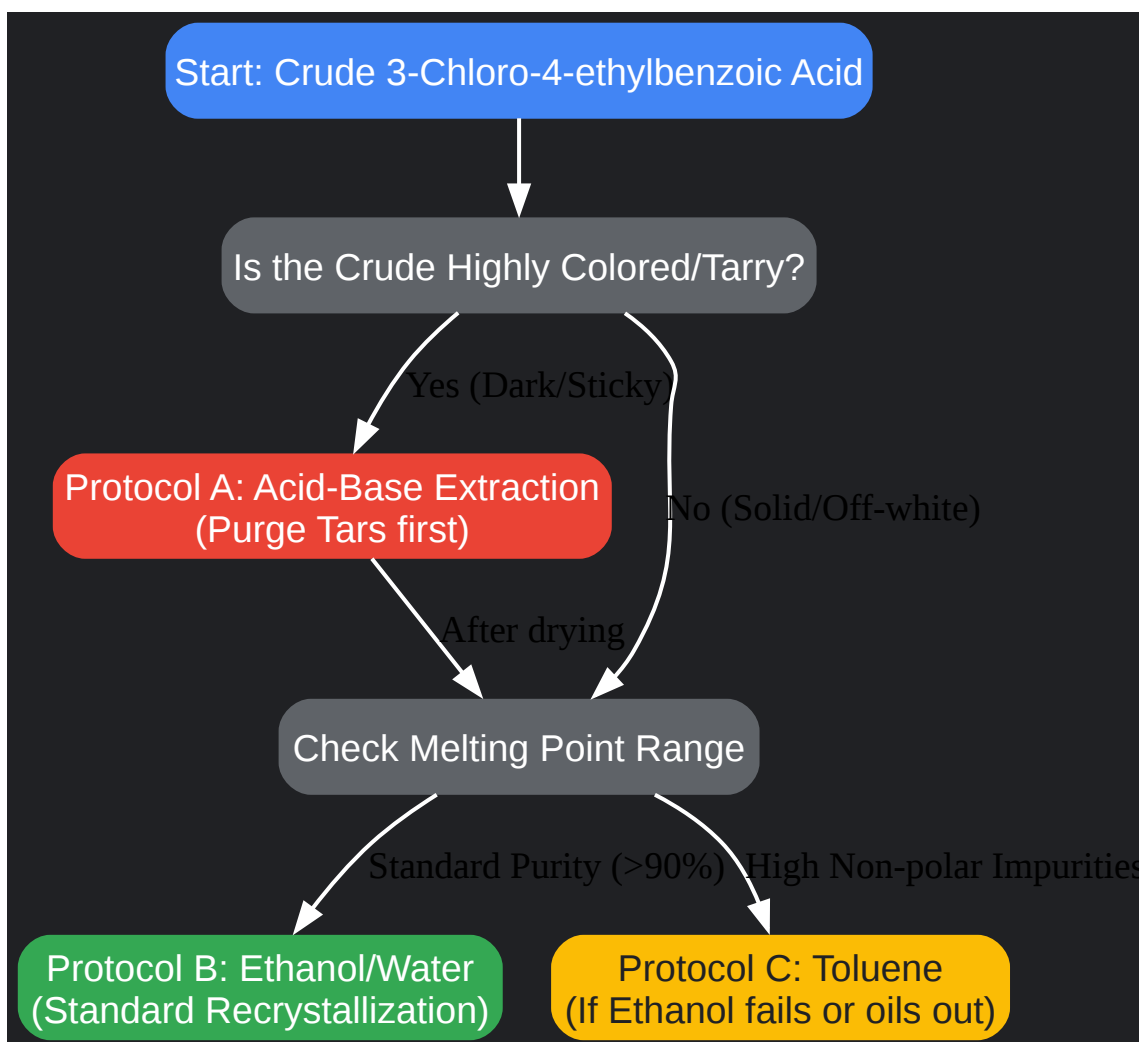 Start: Crude 3-Chloro-4-ethylbenzoic Acid
Is the Crude Highly Colored/Tarry?
Yes (Dark/Sticky)
Protocol A: Acid-Base Extraction
(Purge Tars first)
No (Solid/Off-white)
After drying
Check Melting Point Range
Standard Purity (>90%)
High Non-polar Impurities
Protocol B: Ethanol/Water
(Standard Recrystallization)
Protocol C: Toluene
(If Ethanol fails or oils out)